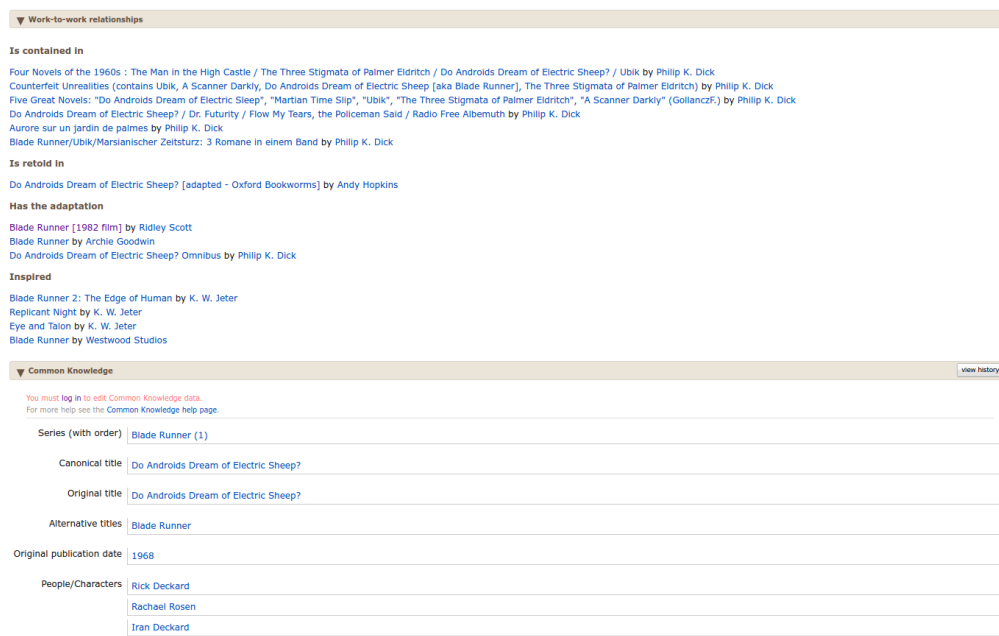 Work-to-work relationships
Is contained in
Four Novels of the 1960s : The Man in the High Castle / The Three Stigmata of Palmer Eldritch / Do Androids Dream of Electric Sheep? / Ubik by Philip K. Dick
Counterfeit Unrealities (contains Ubik, A Scanner Darkly, Do Androids Dream of Electric Sheep [aka Blade Runner], The Three Stigmata of Palmer Eldritch) by Philip K. Dick
Five Great Novels: "Do Androids Dream of Electric Sleep", "Martian Time Slip", "Ubik", "The Three Stigmata of Palmer Eldritch", "A Scanner Darkly" (GollanczF.) by Philip K. Dick
Do Androids Dream of Electric Sheep? / Dr. Futurity / Flow My Tears, the Policeman Said / Radio Free Albemuth by Philip K. Dick
Aurore sur un jardin de palmes by Philip K. Dick
Blade Runner/Ubik/Marsianischer Zeitsturz: 3 Romane in einem Band by Philip K. Dick
Is retold in
Do Androids Dream of Electric Sheep? [adapted - Oxford Bookworms] by Andy Hopkins
Has the adaptation
Blade Runner [1982 film] by Ridley Scott
Blade Runner by Archie Goodwin
Do Androids Dream of Electric Sheep? Omnibus by Philip K. Dick
Inspired
Blade Runner 2: The Edge of Human by K. W. Jeter
Replicant Night by K. W. Jeter
Eye and Talon by K. W. Jeter
Blade Runner by Westwood Studios
Common Knowledge view history
You must log in to edit Common Knowledge data.
For more help see the Common Knowledge help page.
Series (with order) Blade Runner (1)
Canonical title Do Androids Dream of Electric Sheep?
Original title Do Androids Dream of Electric Sheep?
Alternative titles Blade Runner
Original publication date 1968
People/Characters Rick Deckard
Rachael Rosen
Iran Deckard